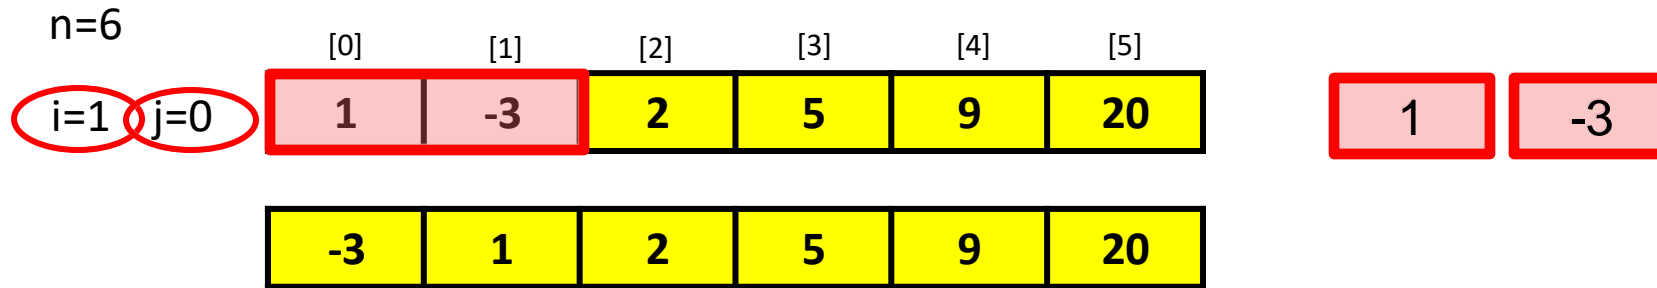 n=6
[0] [1] [2] [3] [4] [5]
i=1 j=0 1 -3 2 5 9 20 1 -3
-3 1 2 5 9 20